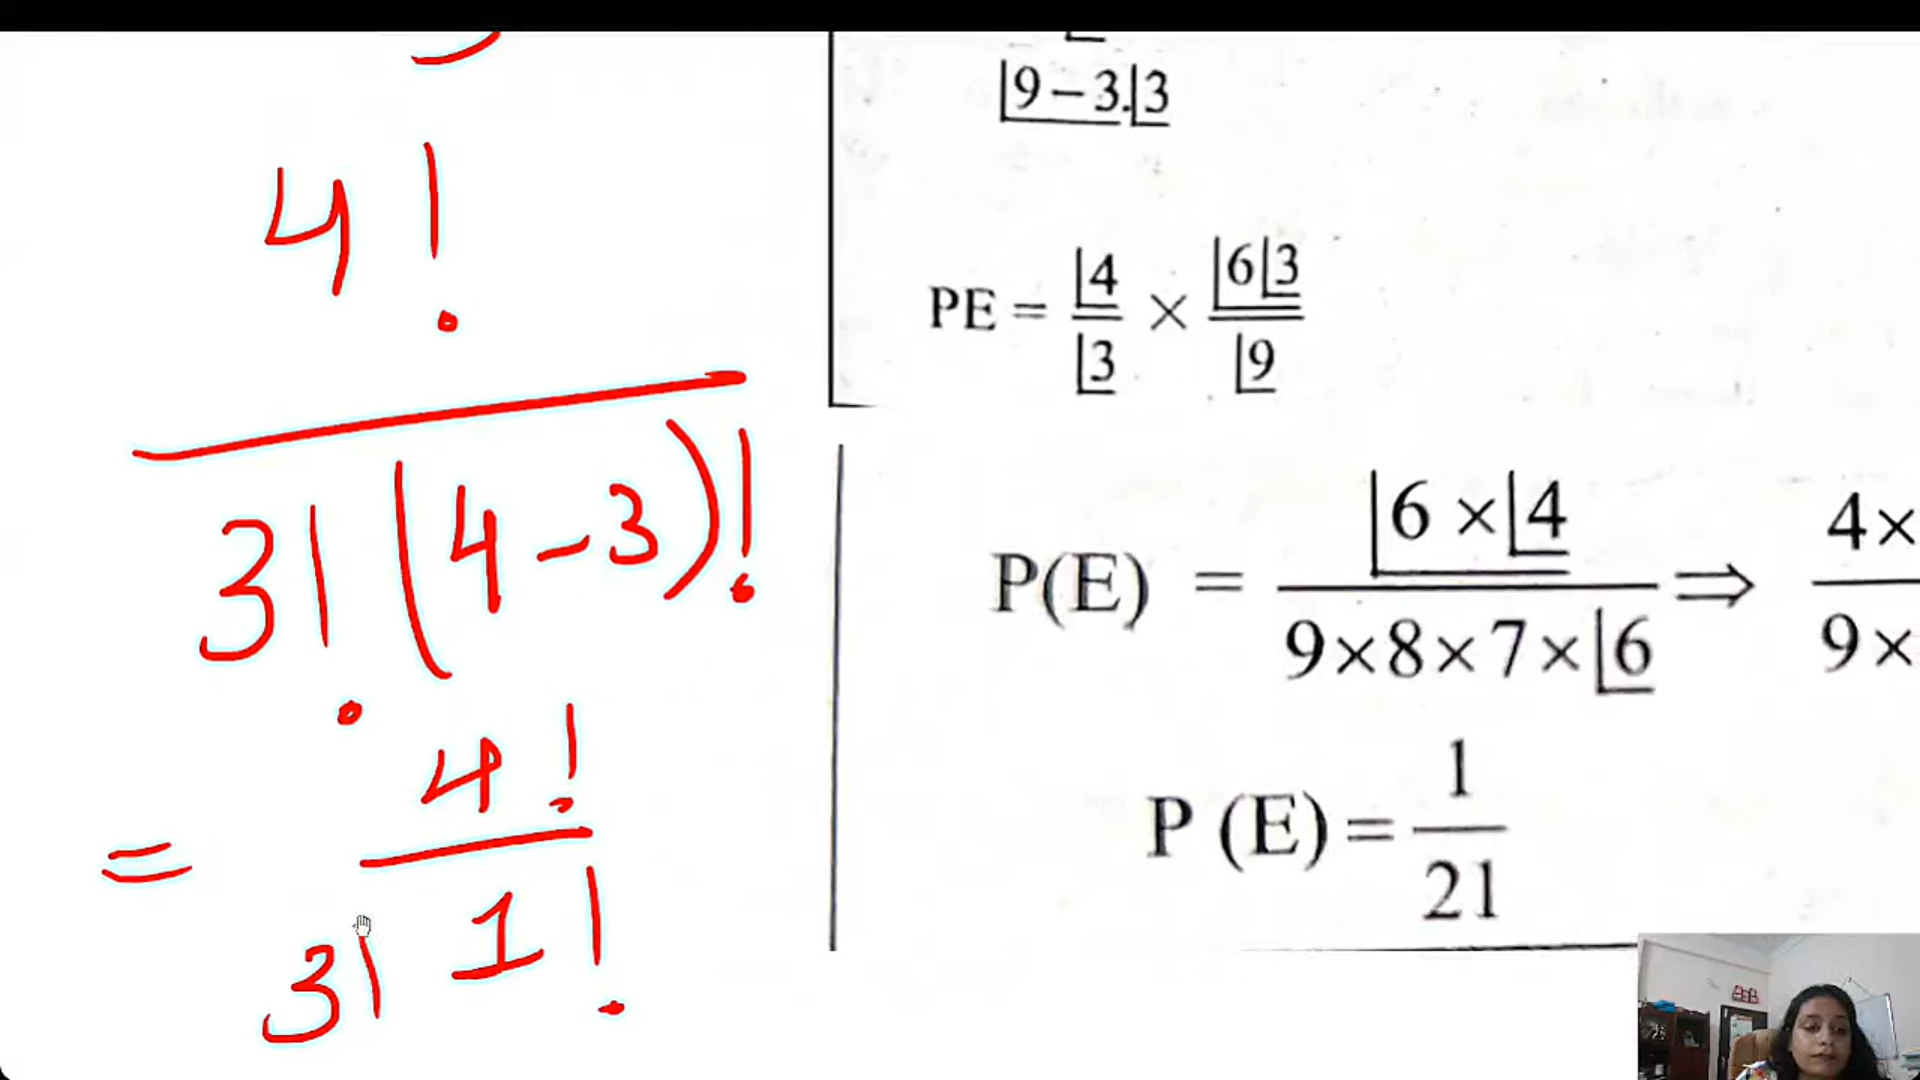 4!
3! (4-3)!
= 4!
3! 1!
|9 – 3.|3
PE = |4 / |3 × |6|3 / |9
P(E) = |6 × |4 / 9×8×7×|6 ⇒ 4× / 9×
P (E) = 1 / 21